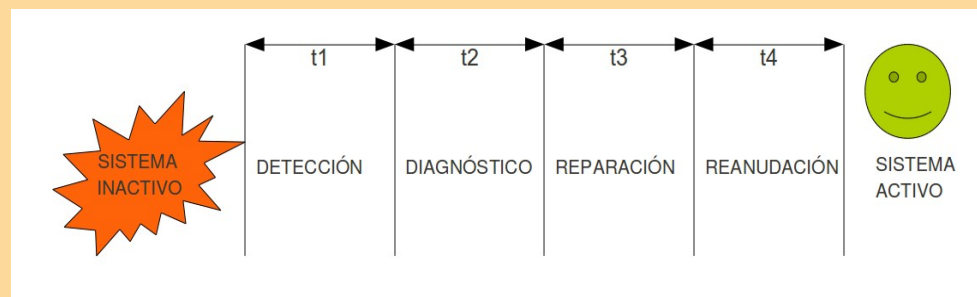 t1
t2
t3
t4
SISTEMA
INACTIVO
DETECCIÓN
DIAGNÓSTICO
REPARACIÓN
REANUDACIÓN
SISTEMA
ACTIVO